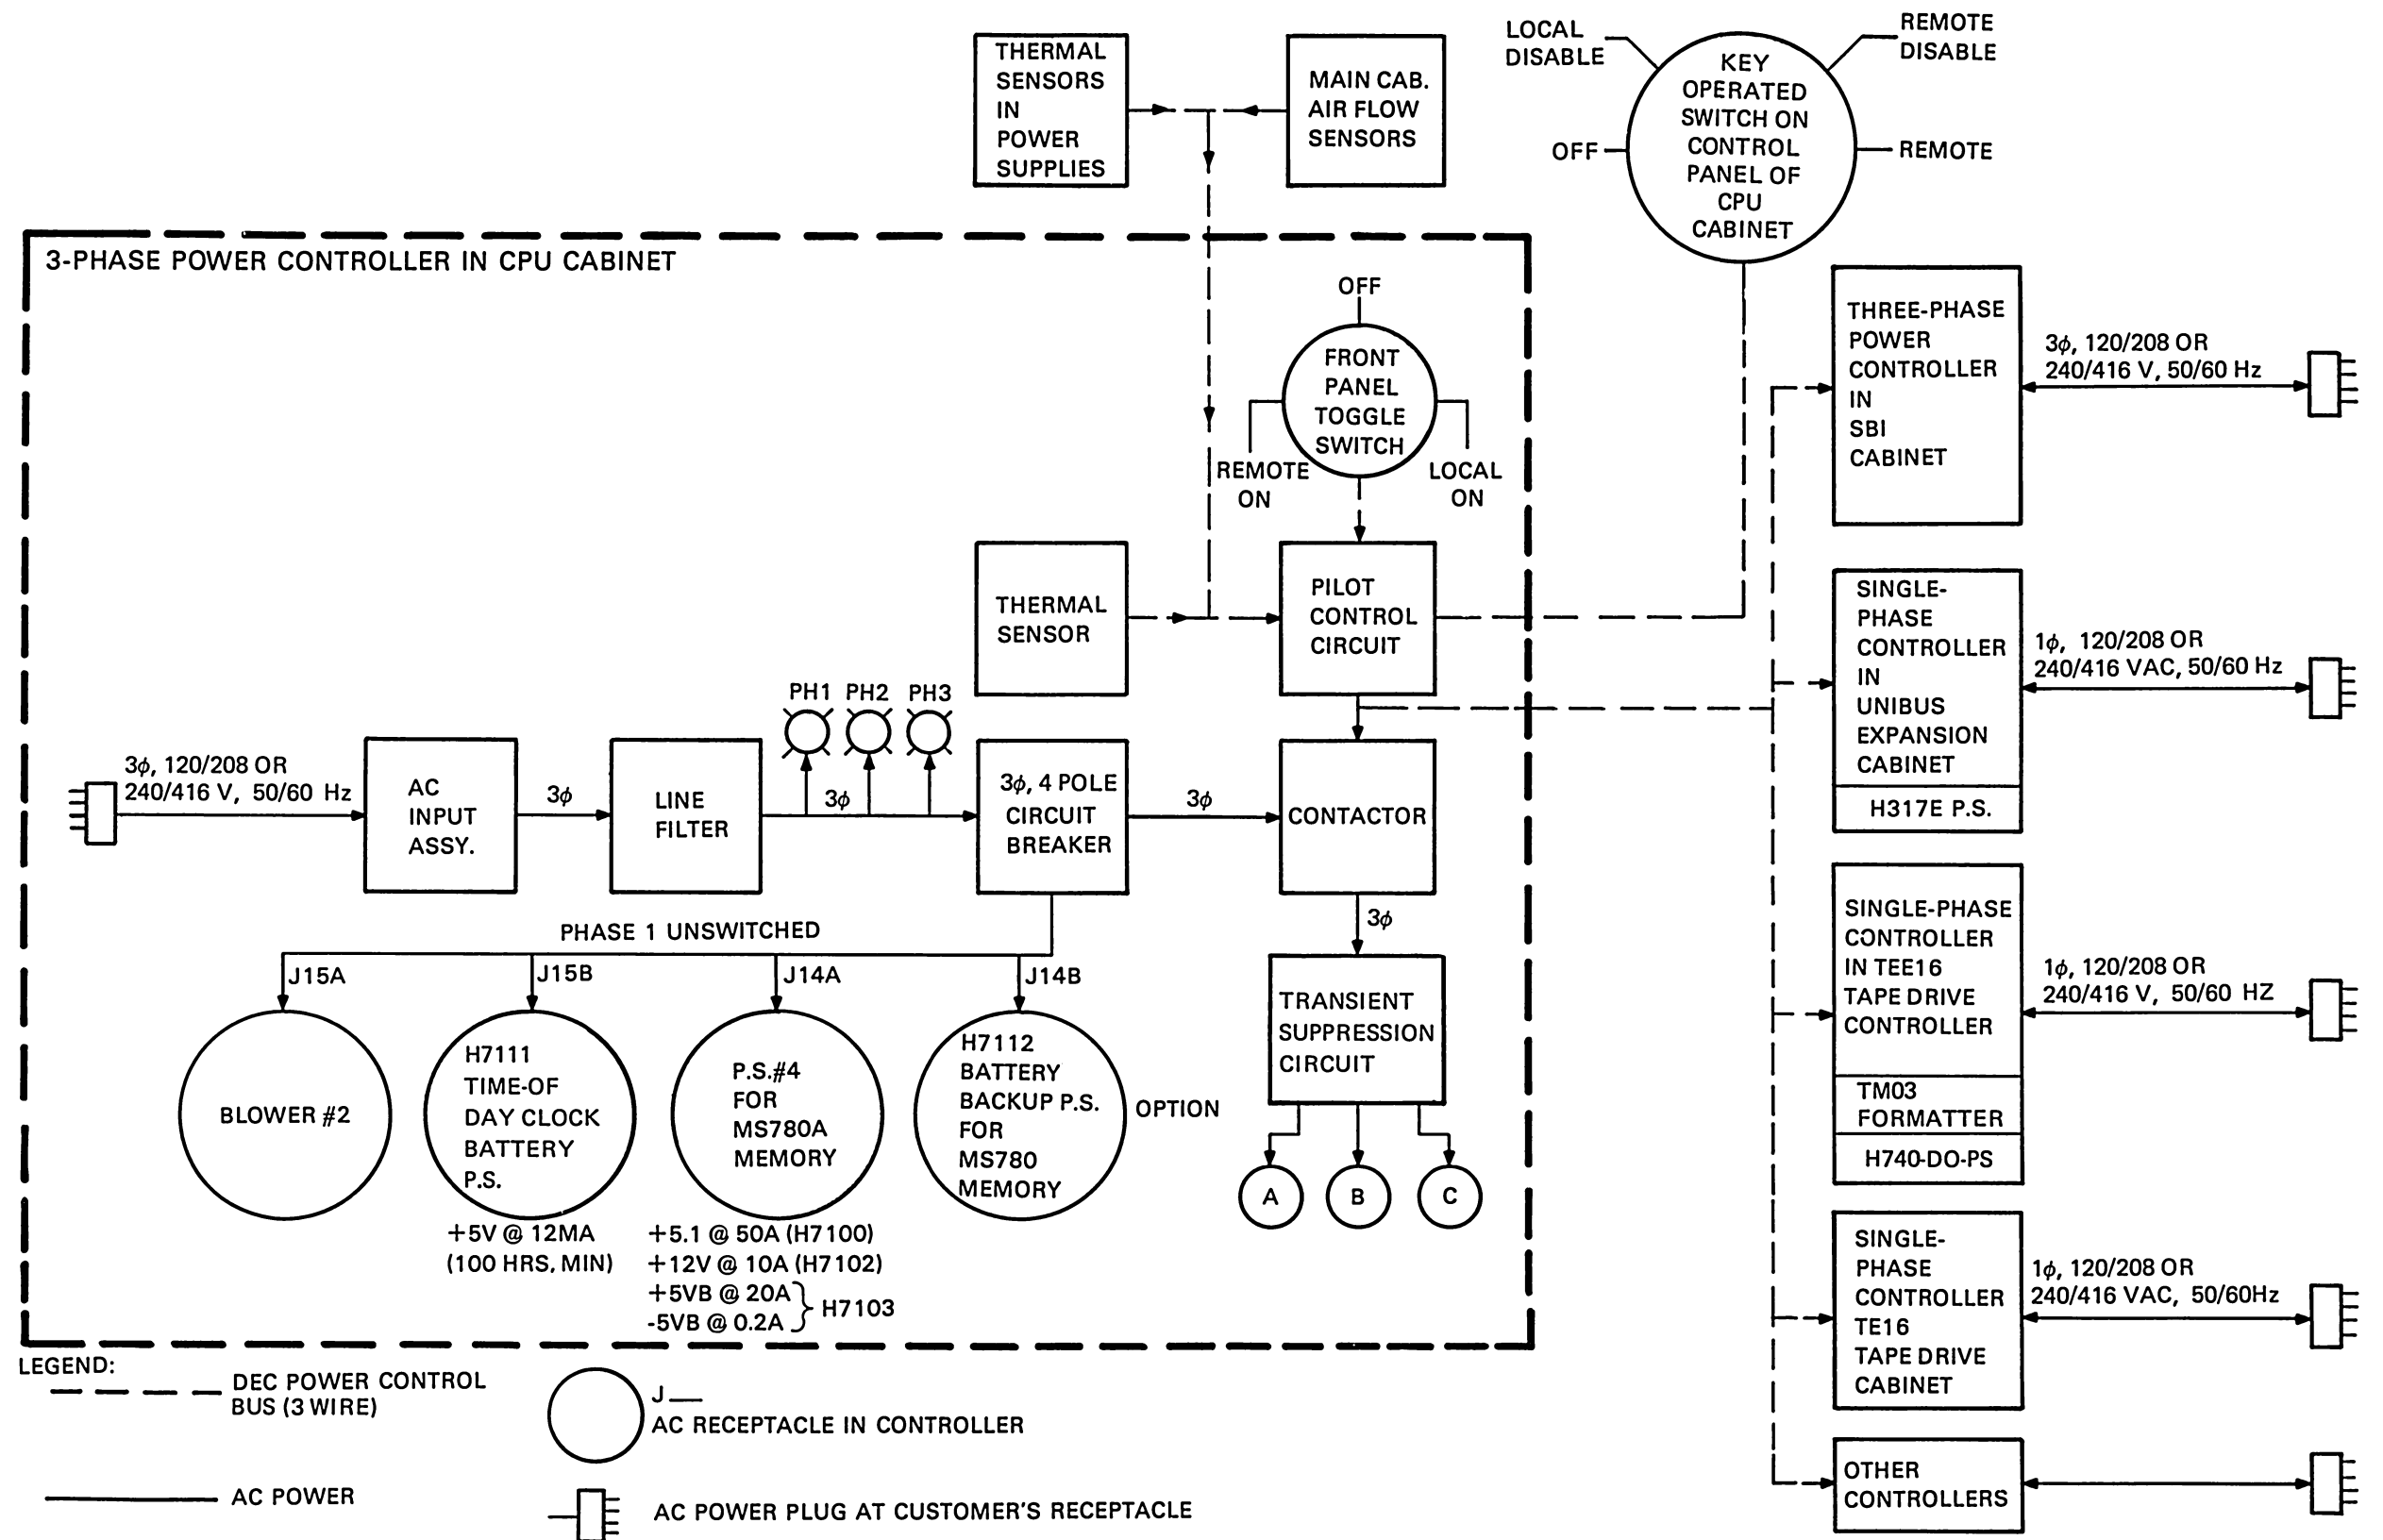 THERMAL
SENSORS
IN
POWER
SUPPLIES
MAIN CAB.
AIR FLOW
SENSORS
LOCAL
DISABLE
REMOTE
DISABLE
OFF
REMOTE
KEY
OPERATED
SWITCH ON
CONTROL
PANEL OF
CPU
CABINET
3-PHASE POWER CONTROLLER IN CPU CABINET
OFF
FRONT
PANEL
TOGGLE
SWITCH
REMOTE
ON
LOCAL
ON
THERMAL
SENSOR
PILOT
CONTROL
CIRCUIT
PH1
PH2
PH3
3ϕ, 120/208 OR
240/416 V, 50/60 Hz
AC
INPUT
ASSY.
3ϕ
LINE
FILTER
3ϕ
3ϕ, 4 POLE
CIRCUIT
BREAKER
3ϕ
CONTACTOR
3ϕ
PHASE 1 UNSWITCHED
J15A
J15B
J14A
J14B
BLOWER #2
H7111
TIME-OF
DAY CLOCK
BATTERY
P.S.
+5V @ 12MA
(100 HRS, MIN)
P.S.#4
FOR
MS780A
MEMORY
+5.1 @ 50A (H7100)
+12V @ 10A (H7102)
+5VB @ 20A
-5VB @ 0.2A
H7103
H7112
BATTERY
BACKUP P.S.
FOR
MS780
MEMORY
OPTION
TRANSIENT
SUPPRESSION
CIRCUIT
A
B
C
THREE-PHASE
POWER
CONTROLLER
IN
SBI
CABINET
3ϕ, 120/208 OR
240/416 V, 50/60 Hz
SINGLE-
PHASE
CONTROLLER
IN
UNIBUS
EXPANSION
CABINET
H317E P.S.
1ϕ, 120/208 OR
240/416 VAC, 50/60 Hz
SINGLE-PHASE
CONTROLLER
IN TEE16
TAPE DRIVE
CONTROLLER
TM03
FORMATTER
H740-DO-PS
1ϕ, 120/208 OR
240/416 V, 50/60 HZ
SINGLE-
PHASE
CONTROLLER
TE16
TAPE DRIVE
CABINET
1ϕ, 120/208 OR
240/416 VAC, 50/60Hz
OTHER
CONTROLLERS
LEGEND:
DEC POWER CONTROL
BUS (3 WIRE)
AC POWER
J__
AC RECEPTACLE IN CONTROLLER
AC POWER PLUG AT CUSTOMER'S RECEPTACLE